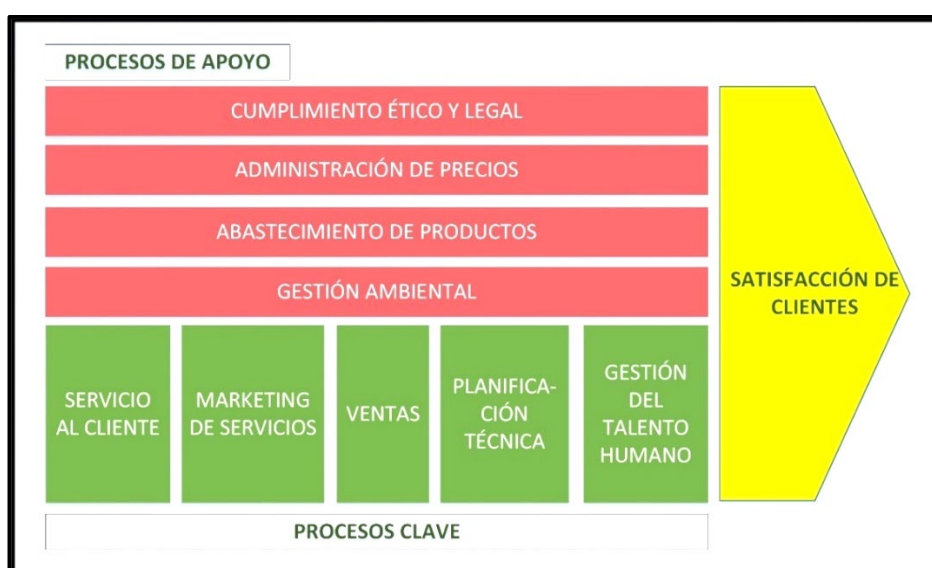 PROCESOS DE APOYO
CUMPLIMIENTO ÉTICO Y LEGAL
ADMINISTRACIÓN DE PRECIOS
ABASTECIMIENTO DE PRODUCTOS
GESTIÓN AMBIENTAL
SERVICIO
AL CLIENTE
MARKETING
DE SERVICIOS
VENTAS
PLANIFICA-
CIÓN
TÉCNICA
GESTIÓN
DEL
TALENTO
HUMANO
SATISFACCIÓN DE
CLIENTES
PROCESOS CLAVE